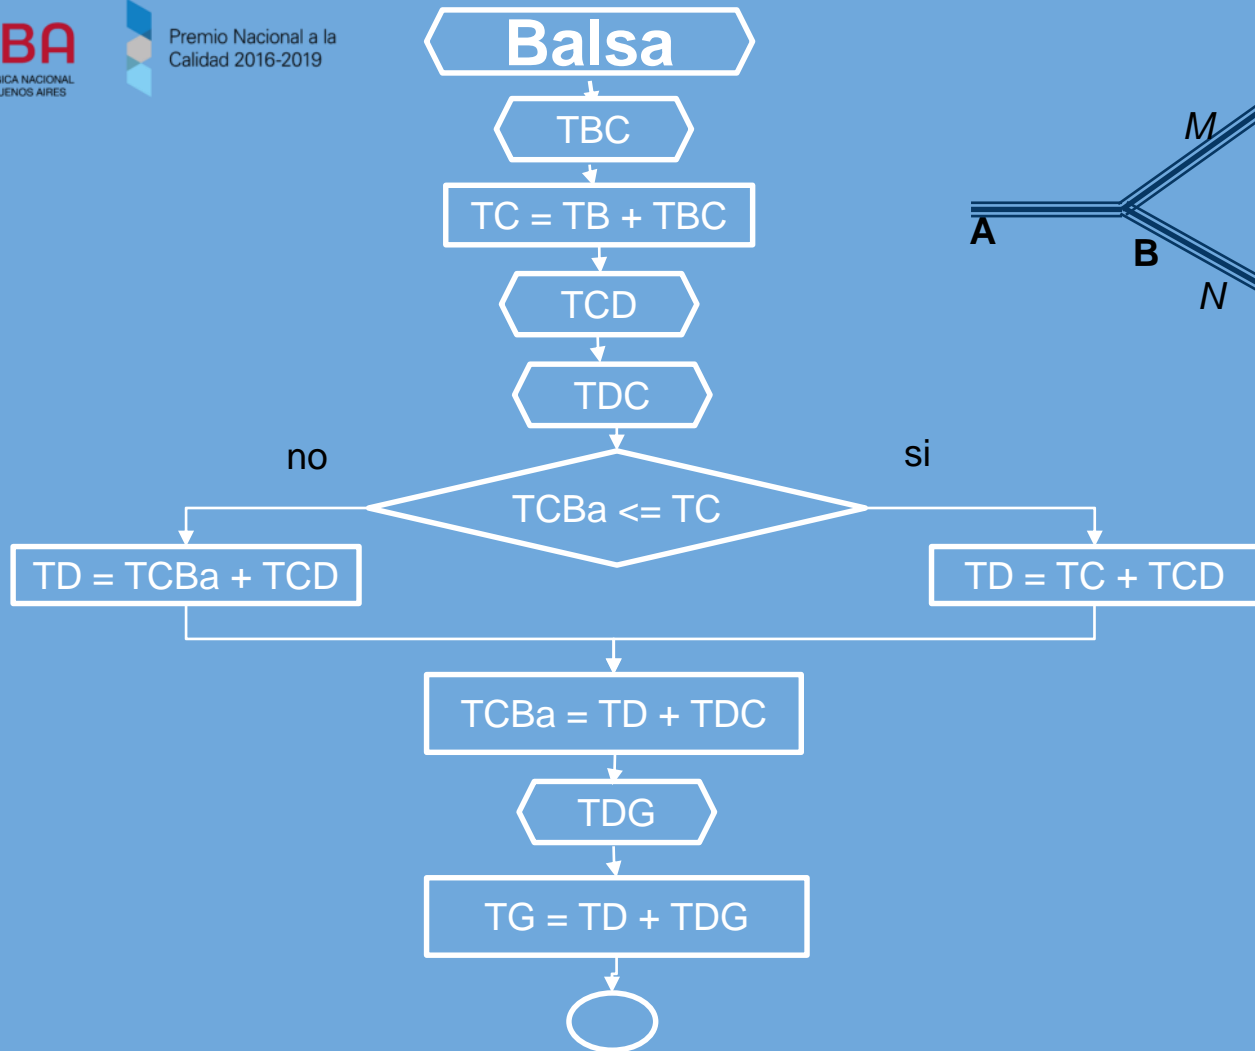 BA
Premio Nacional a la
Calidad 2016-2019
Balsa
TBC
TC = TB + TBC
TCD
TDC
no
si
TCBa <= TC
TD = TCBa + TCD
TD = TC + TCD
TCBa = TD + TDC
TDG
TG = TD + TDG
M
A
B
N
ICA NACIONAL
UENOS AIRES